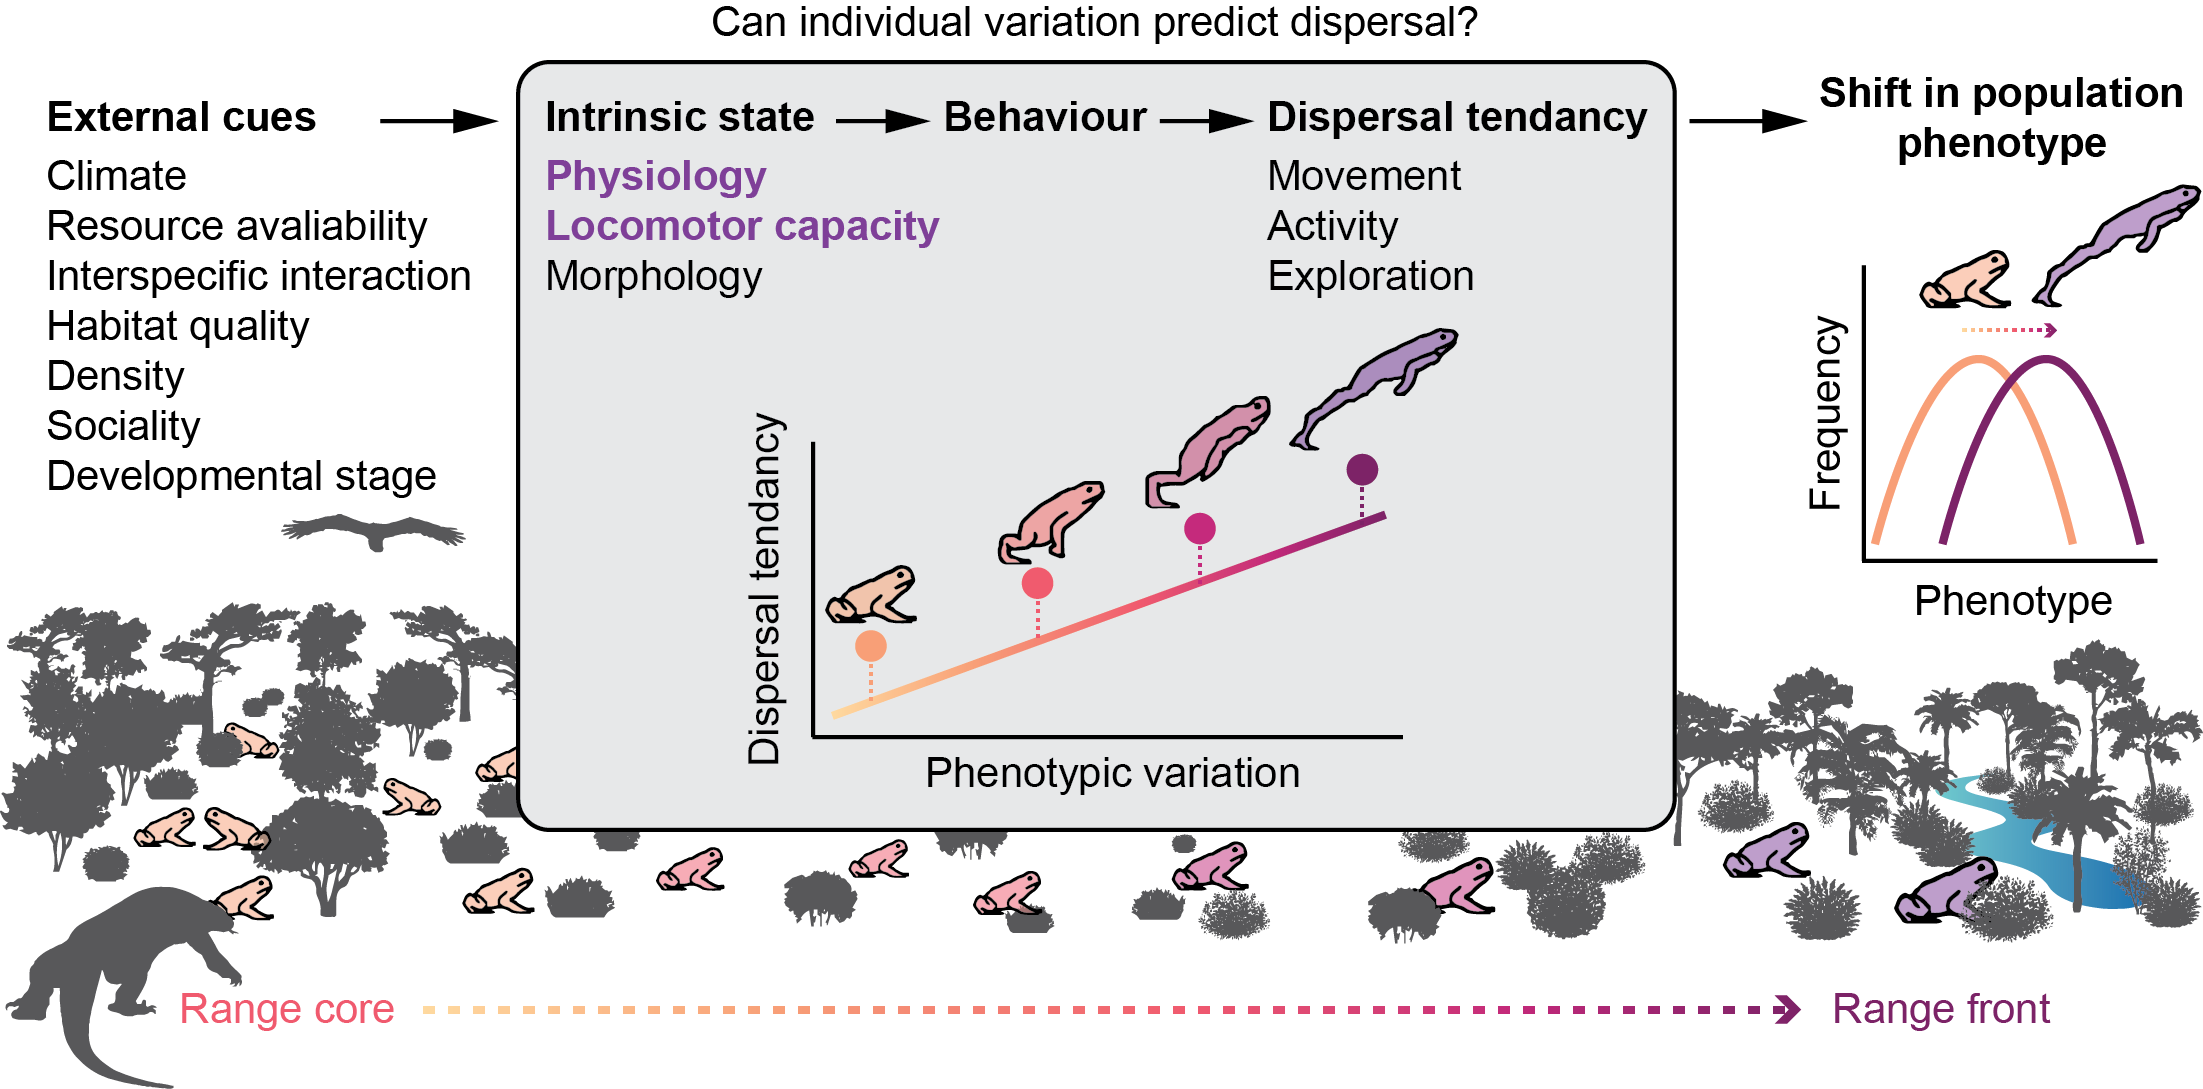 Can individual variation predict dispersal?
External cues
Climate
Resource avaliability
Interspecific interaction
Habitat quality
Density
Sociality
Developmental stage
Intrinsic state
Physiology
Locomotor capacity
Morphology
Behaviour
Dispersal tendancy
Movement
Activity
Exploration
Dispersal tendancy
Phenotypic variation
Shift in population
phenotype
Frequency
Phenotype
Range core
Range front